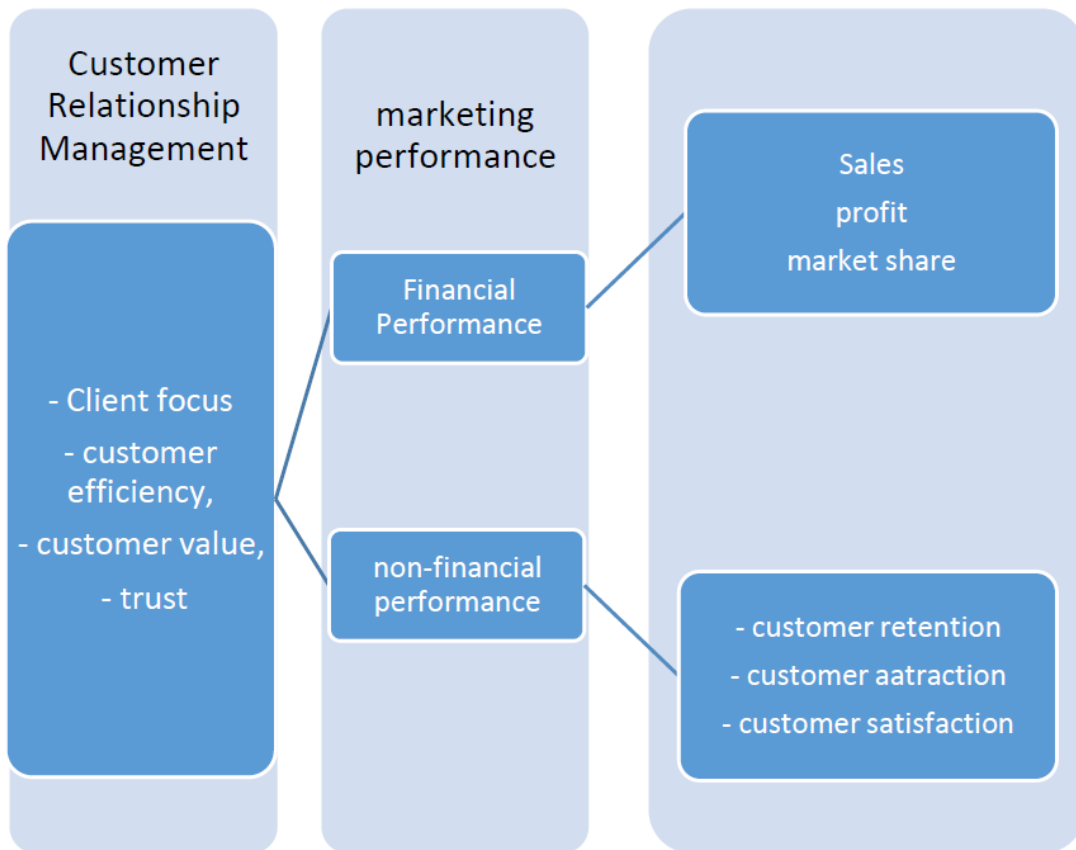 Customer
Relationship
Management
- Client focus
- customer
efficiency,
- customer value,
- trust
marketing
performance
Financial
Performance
non-financial
performance
Sales
profit
market share
- customer retention
- customer aatraction
- customer satisfaction